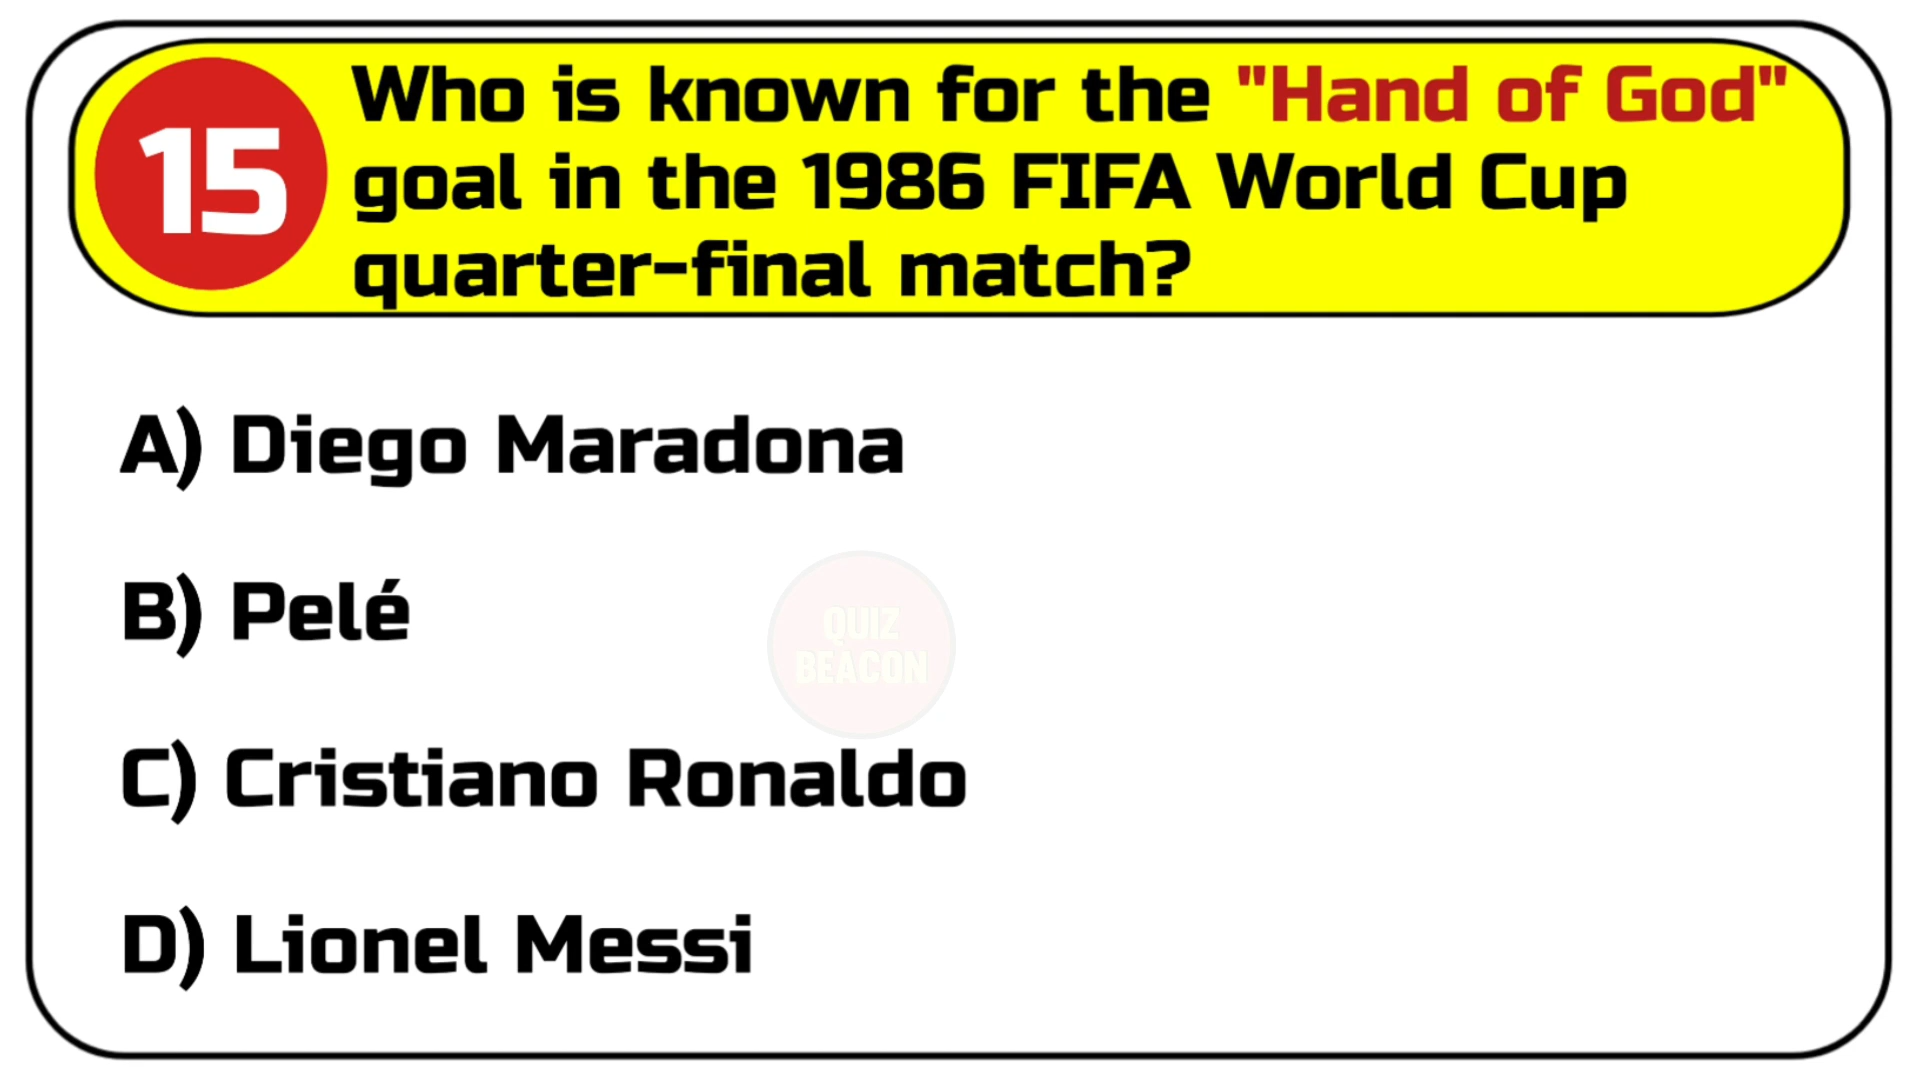 15
Who is known for the "Hand of God"
goal in the 1986 FIFA World Cup
quarter-final match?
A) Diego Maradona
B) Pelé
QUIZ
BEACON
C) Cristiano Ronaldo
D) Lionel Messi